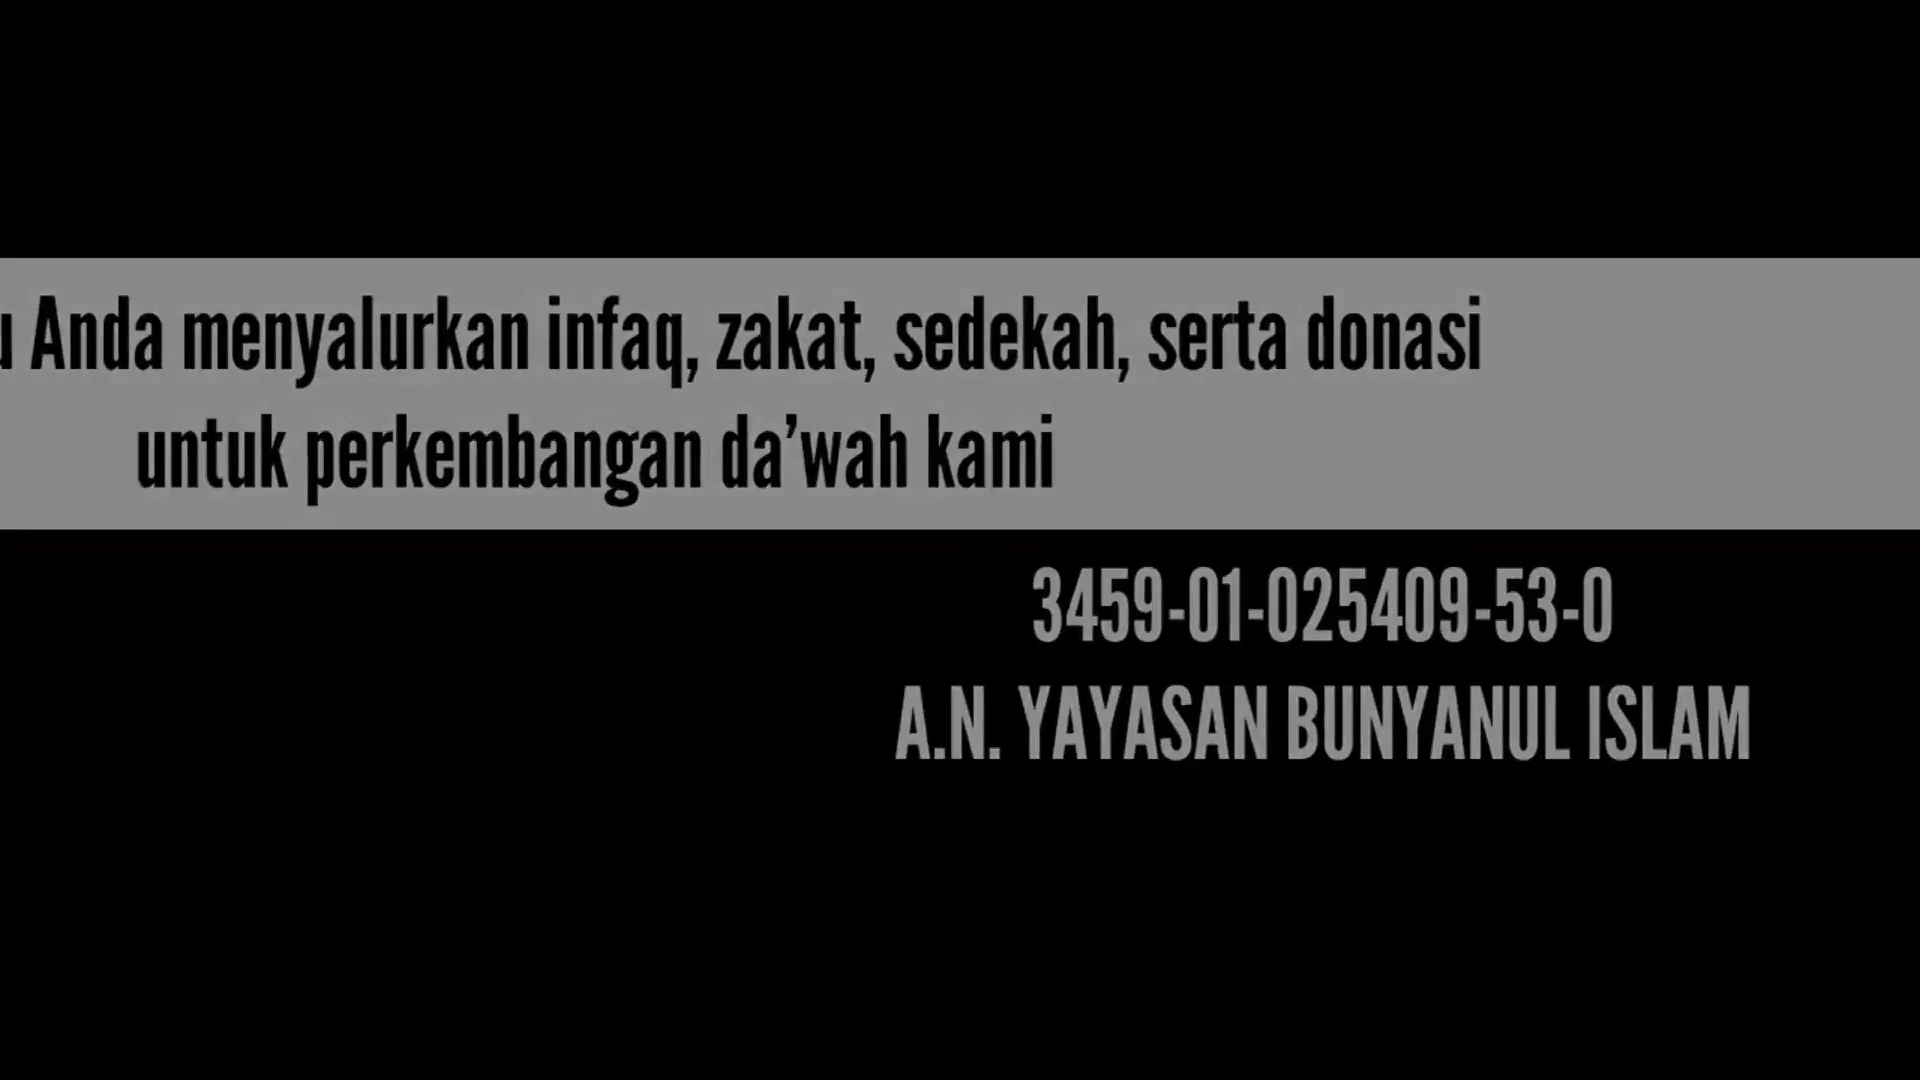 Anda menyalurkan infaq, zakat, sedekah, serta donasi
untuk perkembangan da’wah kami
3459-01-025409-53-0
A.N. YAYASAN BUNYANUL ISLAM